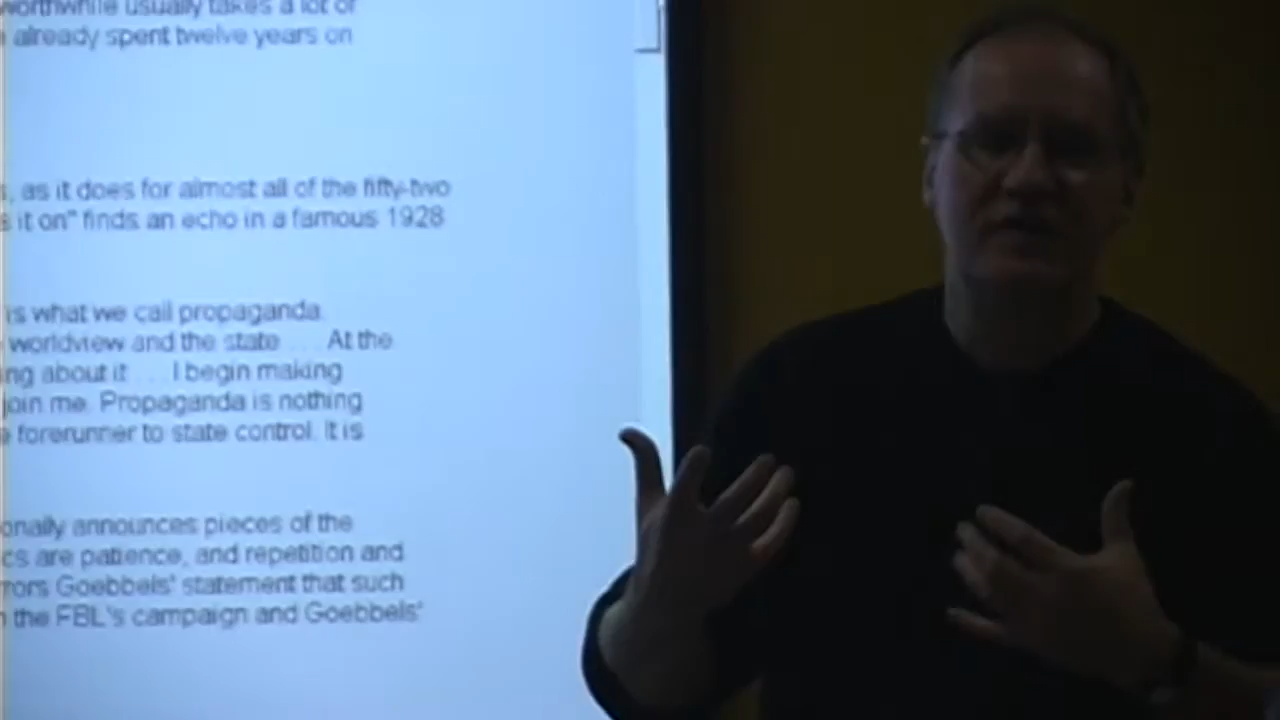 worthwhile usually takes a lot of
already spent twelve years on
, as it does for almost all of the fifty-two
it on" finds an echo in a famous 1928
is what we call propaganda.
worldview and the state . . . At the
ng about it . . . I begin making
join me. Propaganda is nothing
forerunner to state control. It is
onally announces pieces of the
cs are patience, and repetition and
rrors Goebbels' statement that such
the FBL's campaign and Goebbels'